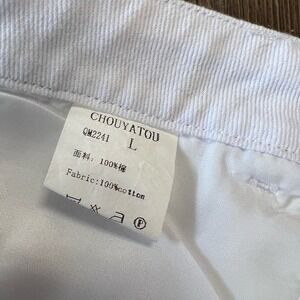 CHOUYATOU
QM2241
L
面料：100%棉
Fabric:100%cotton
P